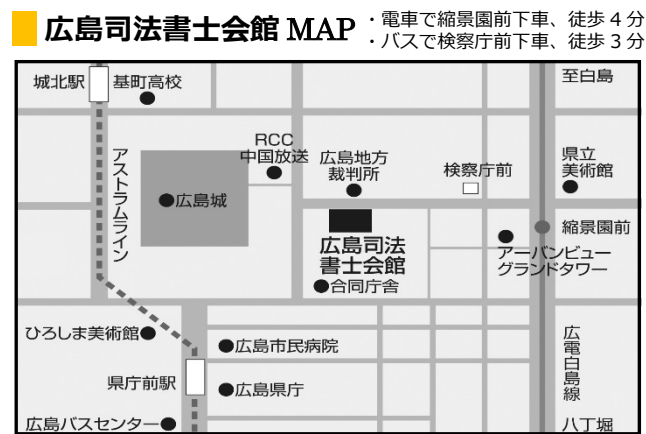 広島司法書士会館 MAP
・電車で縮景園前下車、徒歩4分
・バスで検察庁前下車、徒歩3分
城北駅
基町高校
至白島
RCC
中国放送
広島地方
裁判所
検察庁前
県立
美術館
アストラムライン
広島城
縮景園前
広島司法
書士会館
アーバンビュー
グランドタワー
合同庁舎
ひろしま美術館
広島市民病院
広電白島線
県庁前駅
広島県庁
広島バスセンター
八丁堀